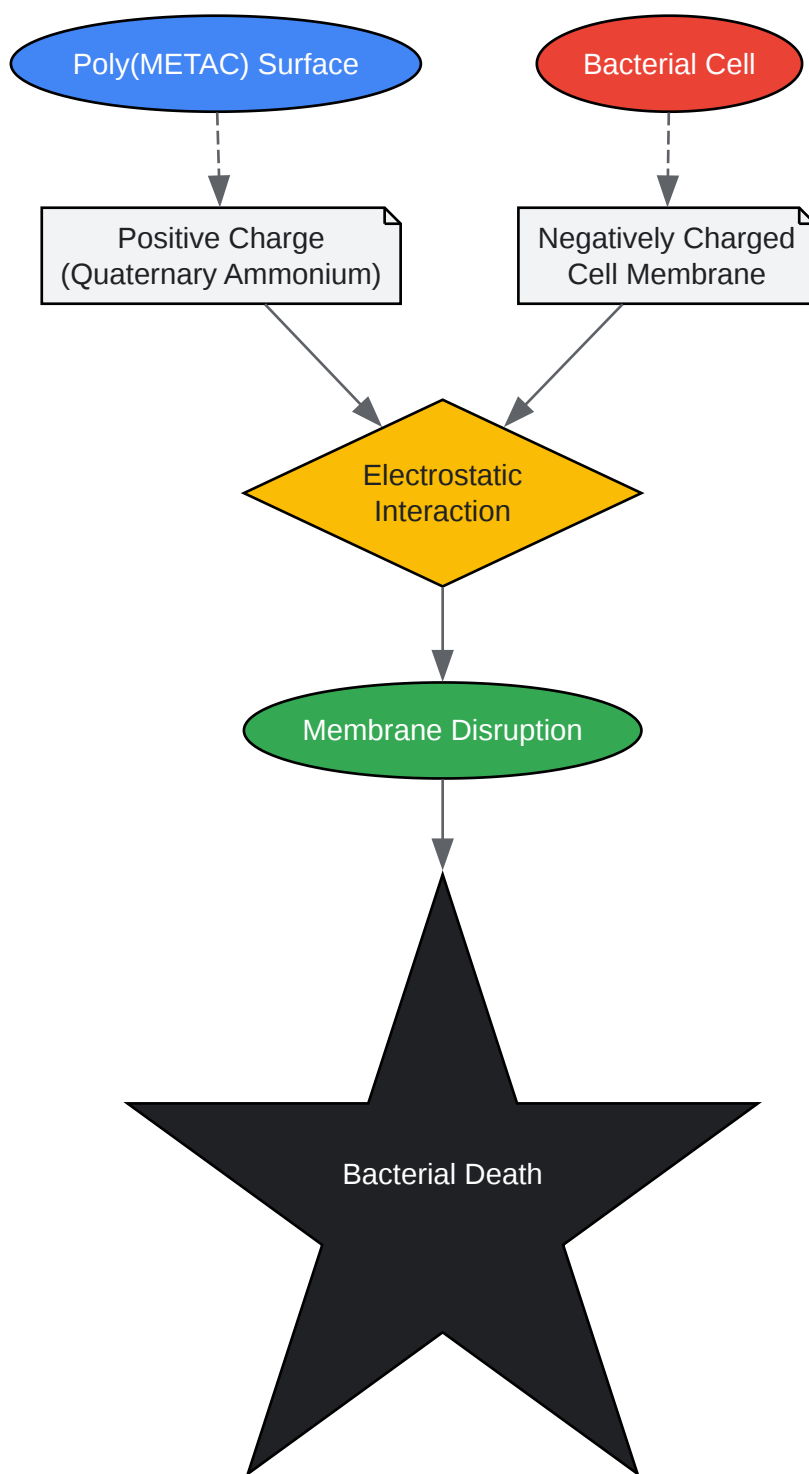 Poly(METAC) Surface
Bacterial Cell
Positive Charge
(Quaternary Ammonium)
Negatively Charged
Cell Membrane
Electrostatic
Interaction
Membrane Disruption
Bacterial Death